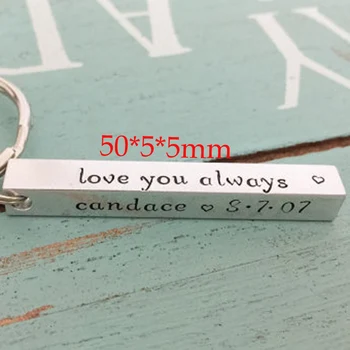 50*5*5mm
love you always ♡
candace ♡ 8·7·07